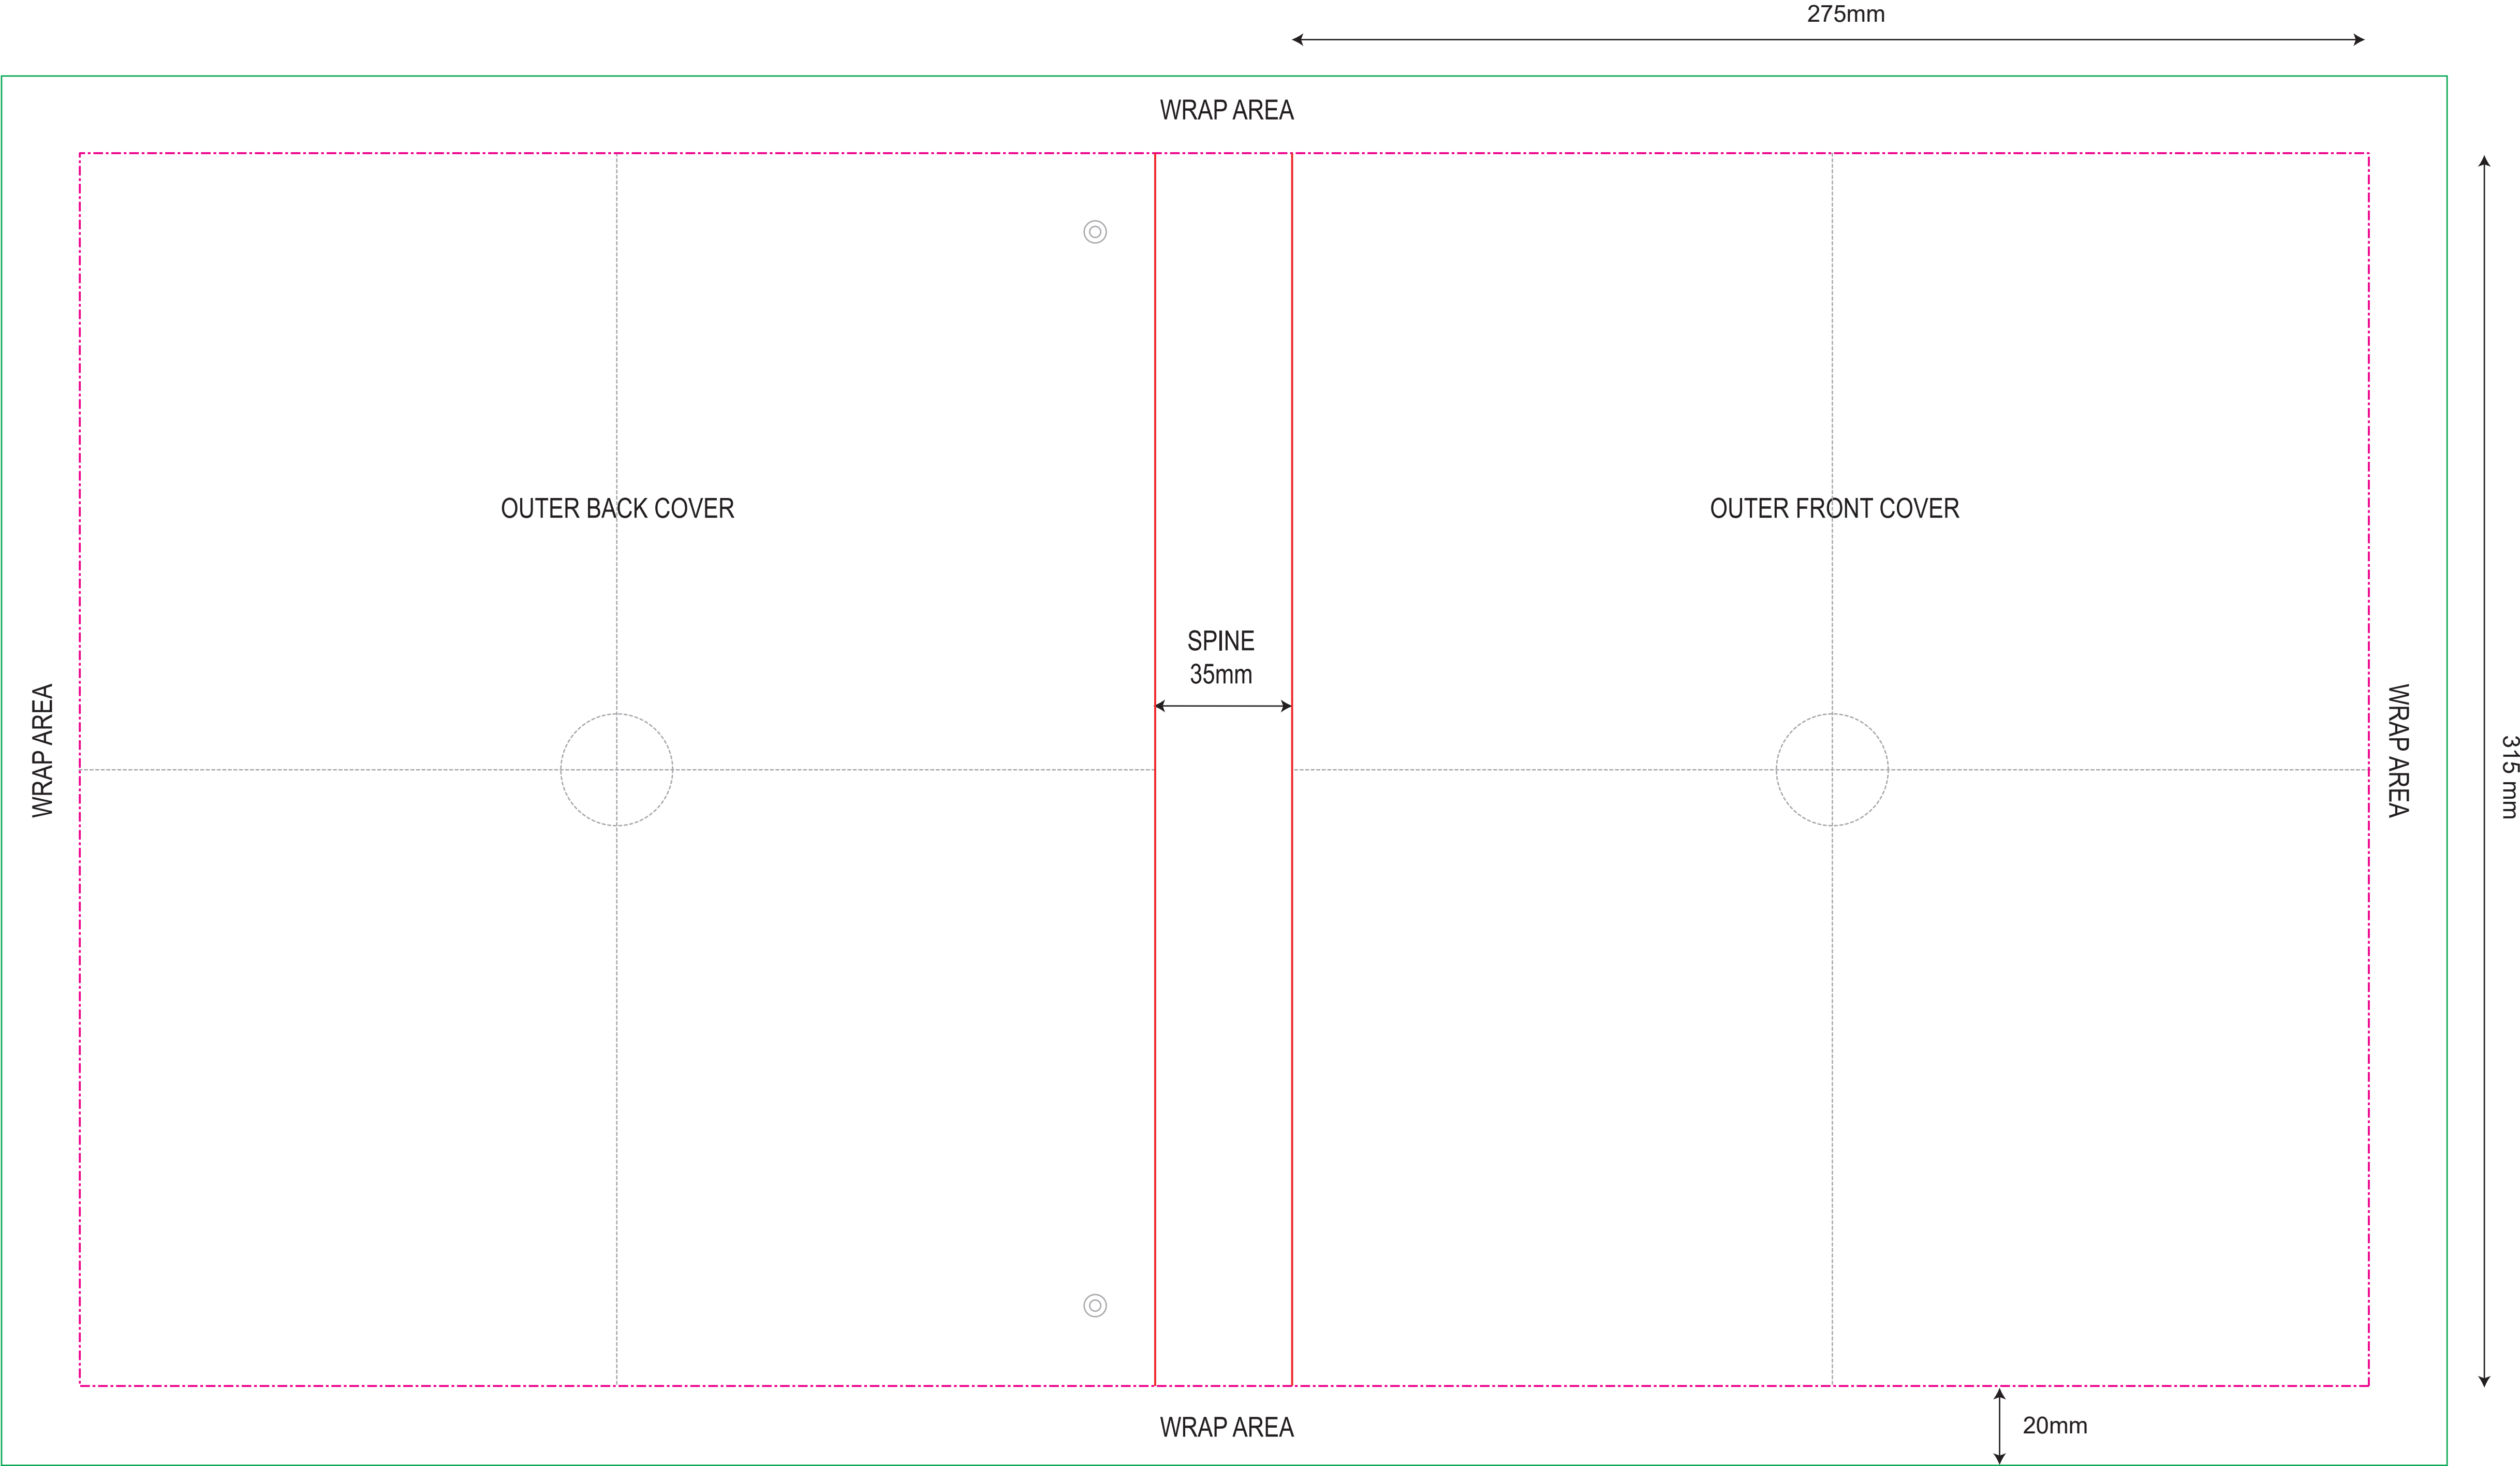 275mm
WRAP AREA
OUTER BACK COVER
OUTER FRONT COVER
SPINE
35mm
WRAP AREA
WRAP AREA
315 mm
WRAP AREA
20mm